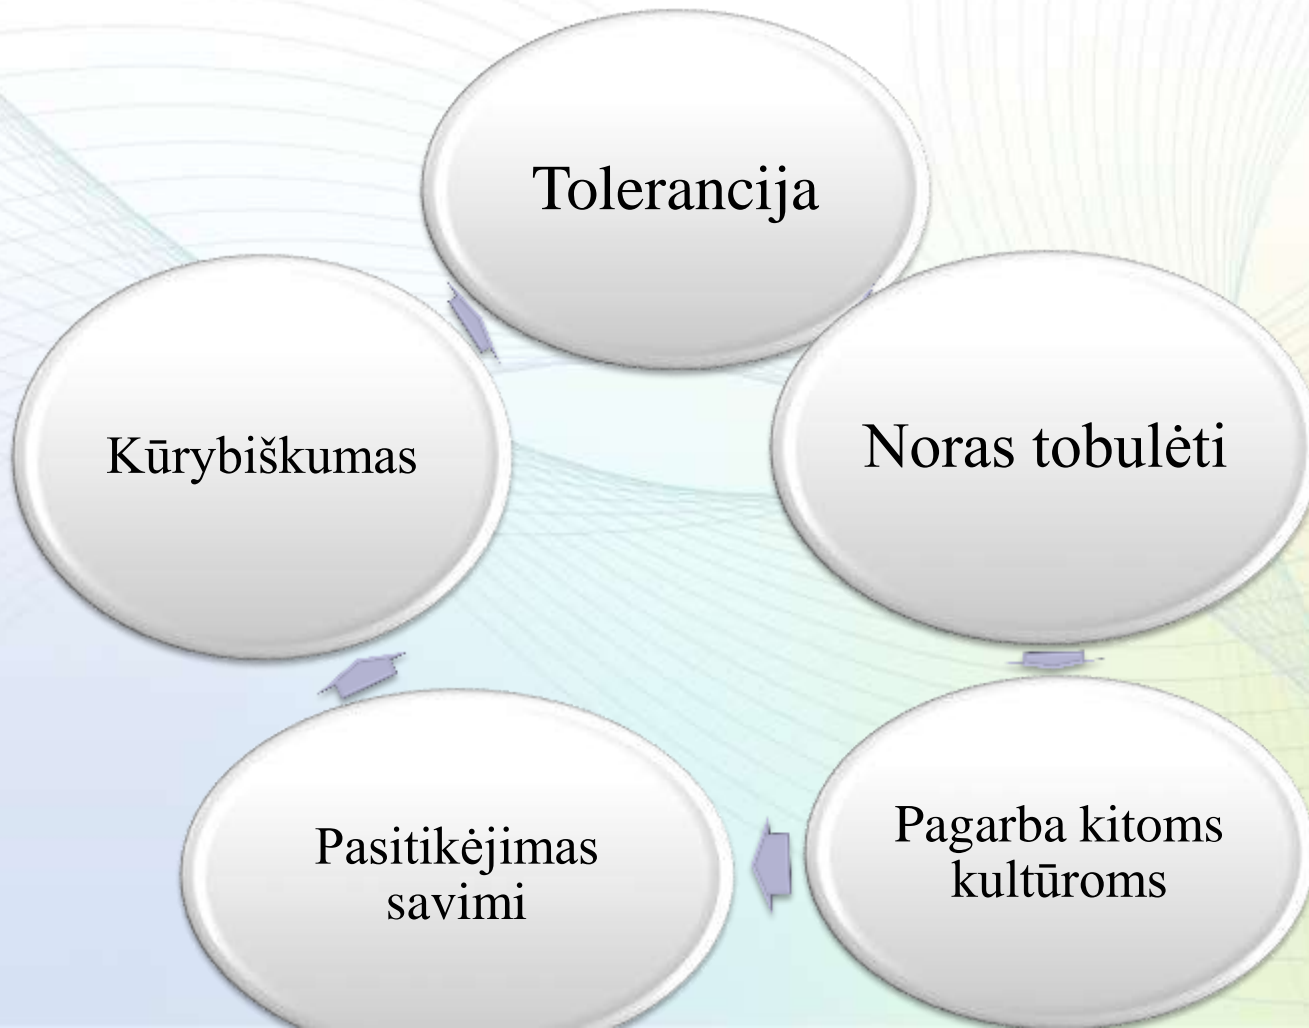 Tolerancija
Kūrybiškumas
Noras tobulėti
Pasitikėjimas
savimi
Pagarba kitoms
kultūroms